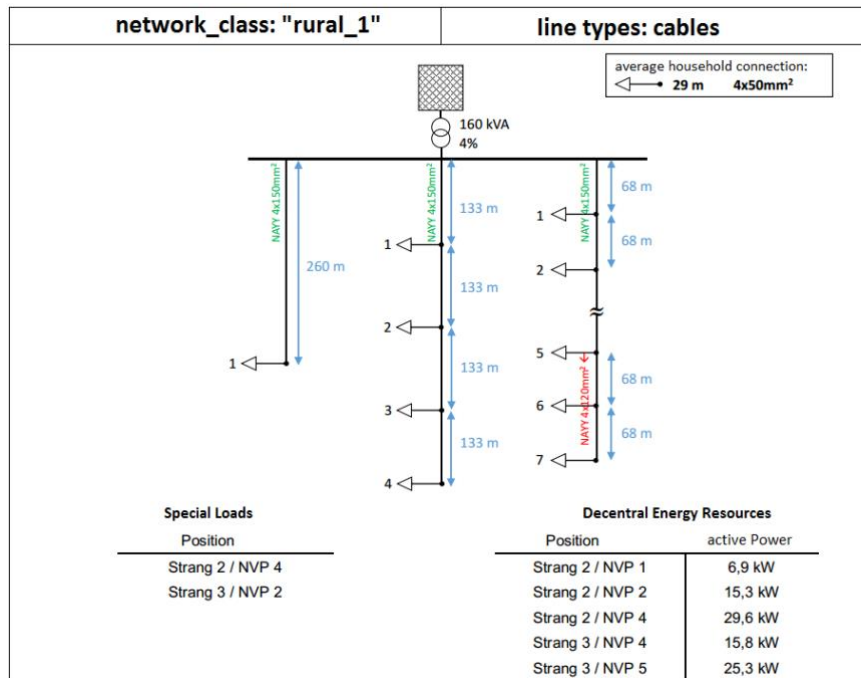 network_class: "rural_1"
line types: cables
average household connection:
29 m 4x50mm²
160 kVA
4%
NAYY 4x150mm²
260 m
1
NAYY 4x150mm²
133 m
1
133 m
2
133 m
3
133 m
4
NAYY 4x150mm²
68 m
1
68 m
2
≈
5
NAYY 4x120mm²
68 m
6
68 m
7
Special Loads
Position
Strang 2 / NVP 4
Strang 3 / NVP 2
Decentral Energy Resources
Position active Power
Strang 2 / NVP 1 6,9 kW
Strang 2 / NVP 2 15,3 kW
Strang 2 / NVP 4 29,6 kW
Strang 3 / NVP 4 15,8 kW
Strang 3 / NVP 5 25,3 kW